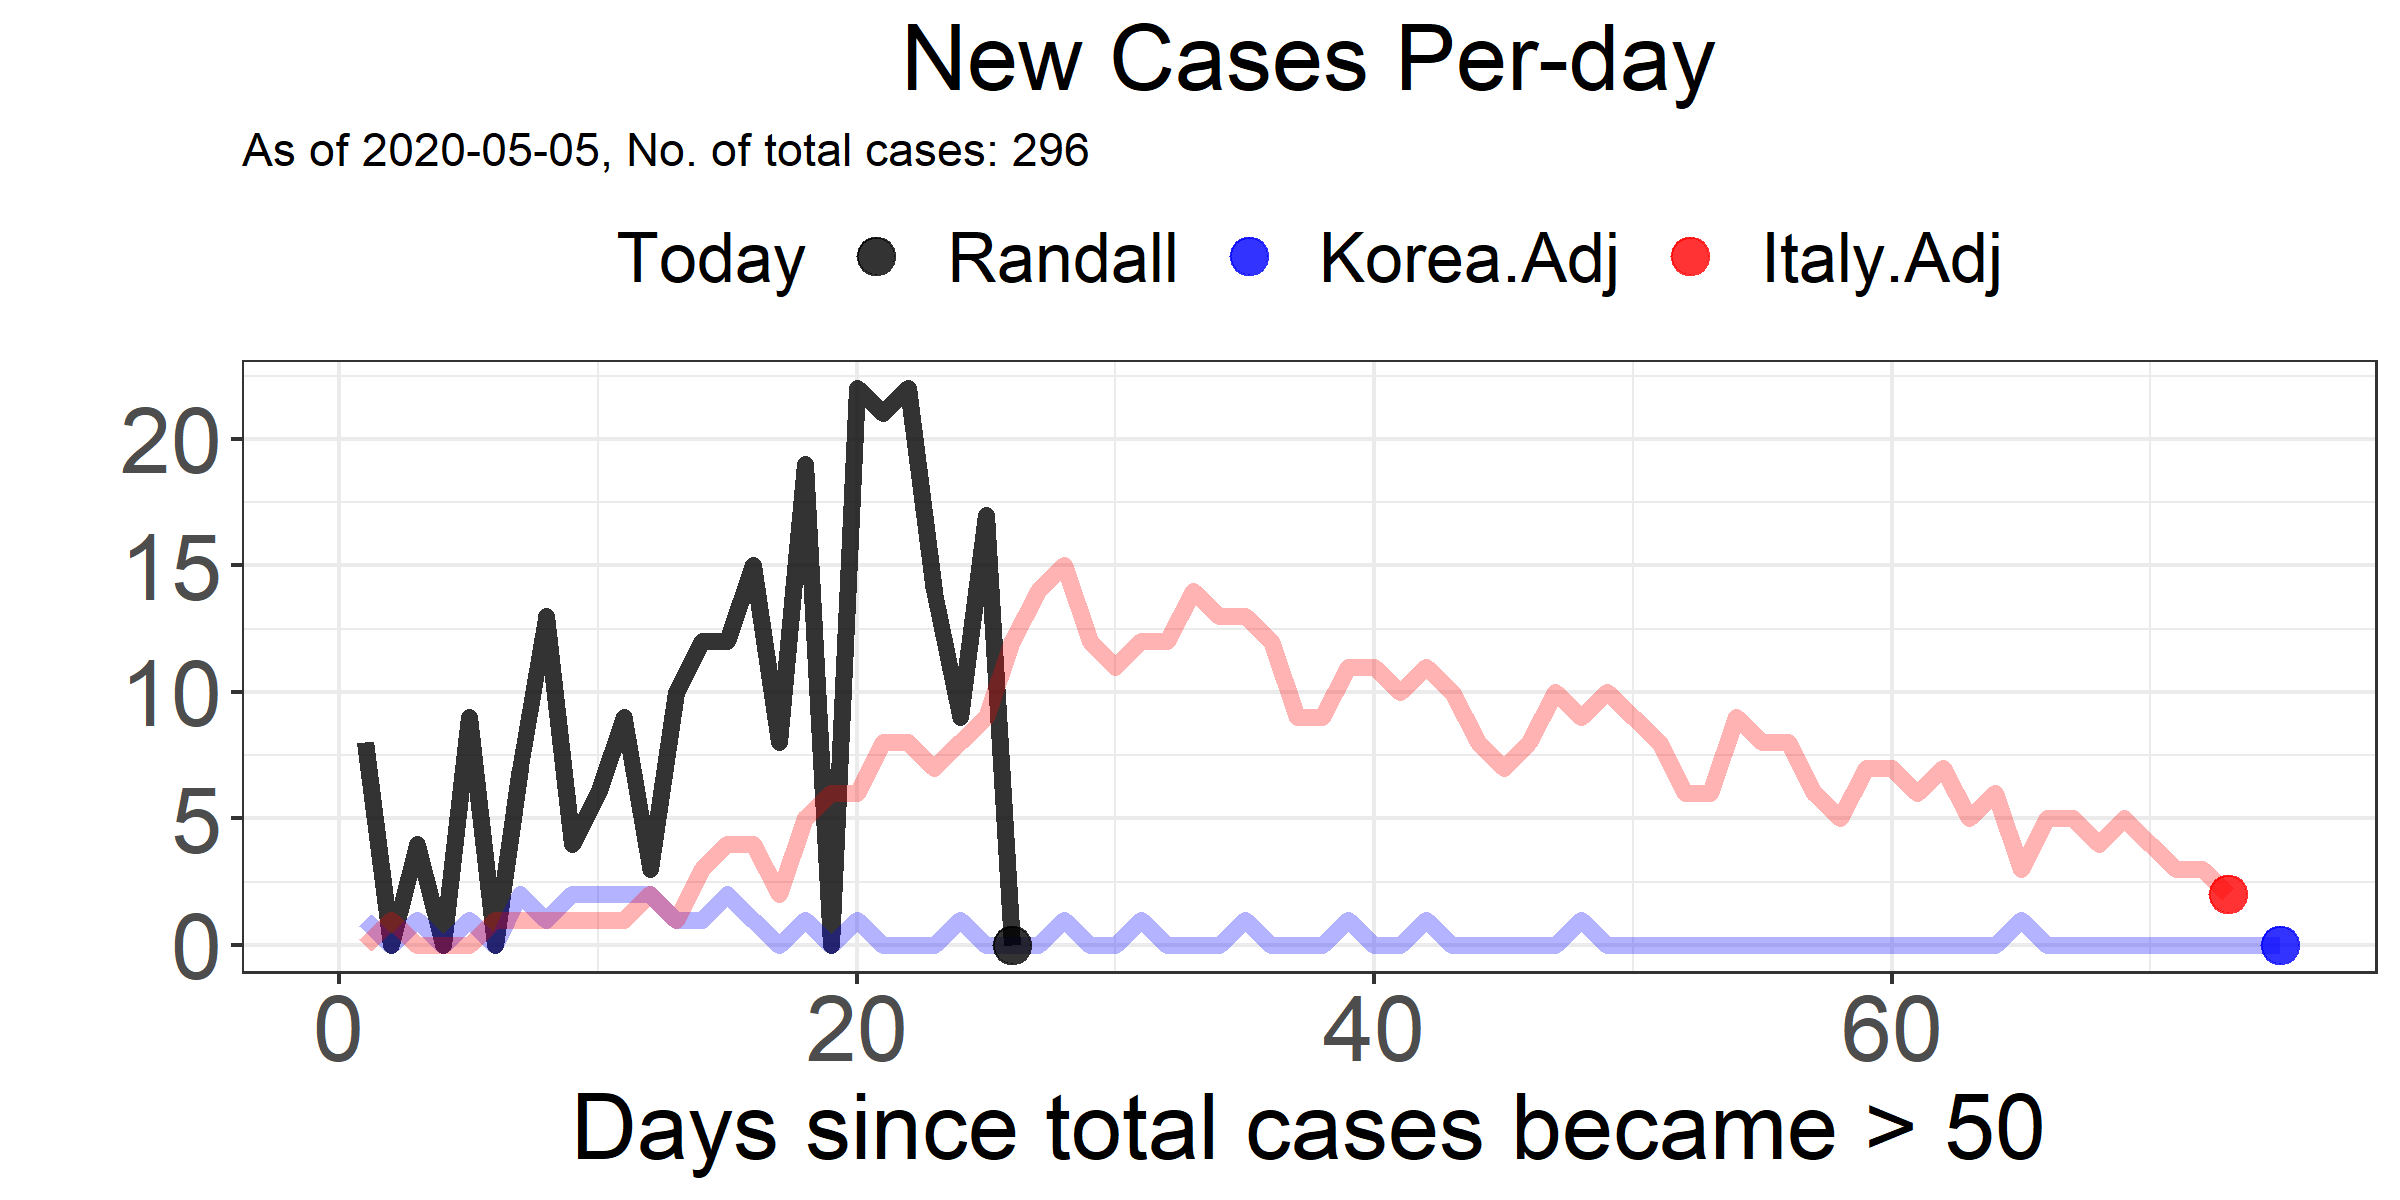 New Cases Per-day
As of 2020-05-05, No. of total cases: 296
Today Randall Korea.Adj Italy.Adj
20
15
10
5
0
0 20 40 60
Days since total cases became > 50